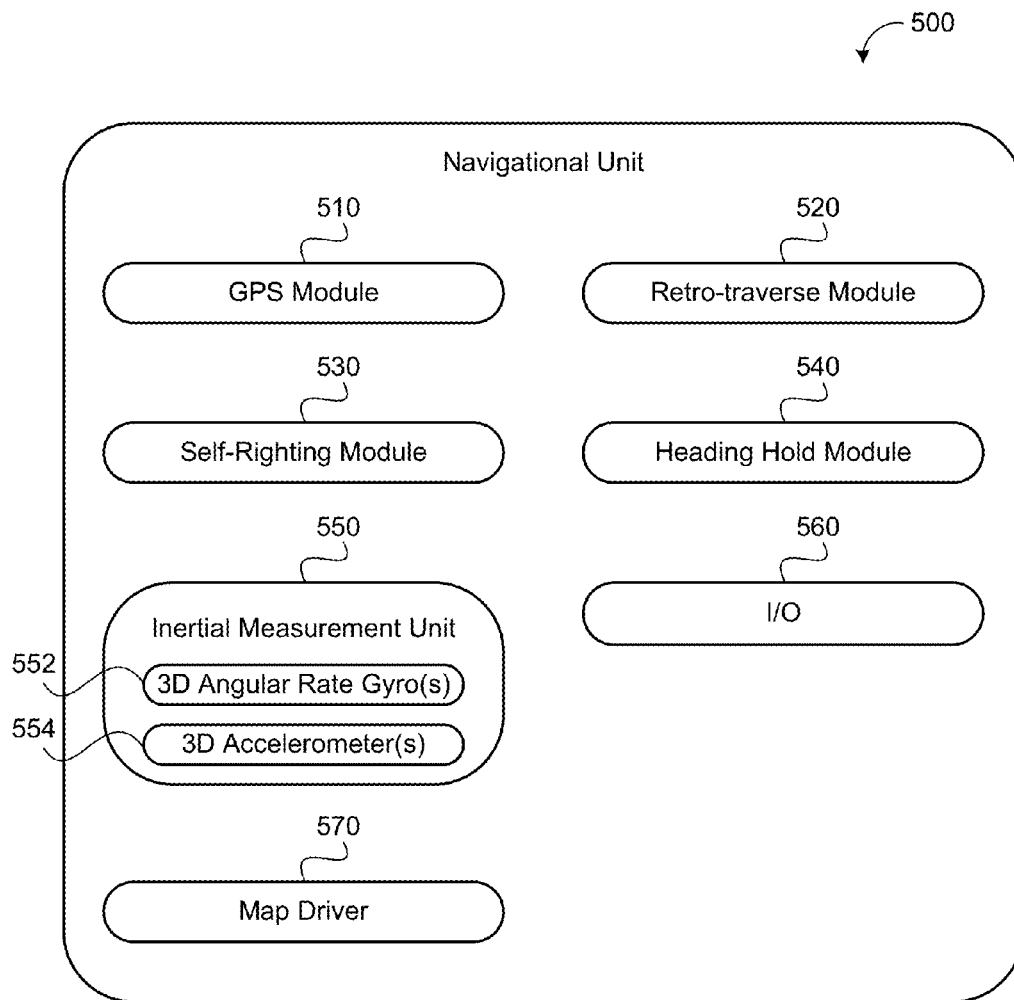 500
Navigational Unit
510
520
GPS Module
Retro-traverse Module
530
540
Self-Righting Module
Heading Hold Module
550
560
Inertial Measurement Unit
I/O
552
3D Angular Rate Gyro(s)
554
3D Accelerometer(s)
570
Map Driver